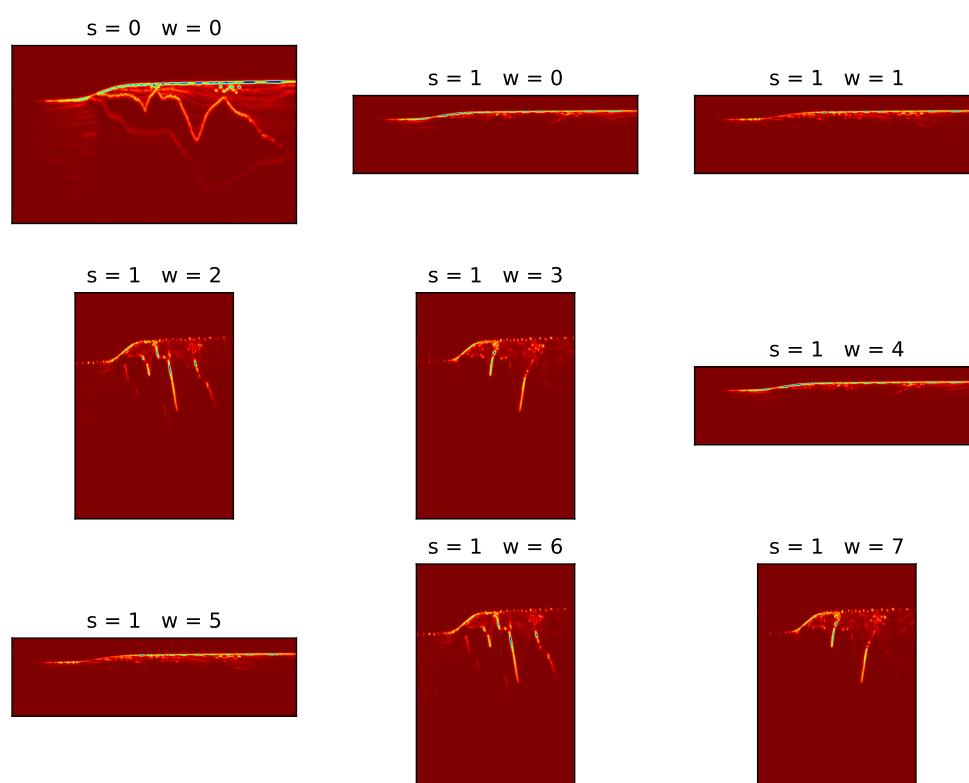 s = 0 w = 0
s = 1 w = 0
s = 1 w = 1
s = 1 w = 2
s = 1 w = 3
s = 1 w = 4
s = 1 w = 5
s = 1 w = 6
s = 1 w = 7